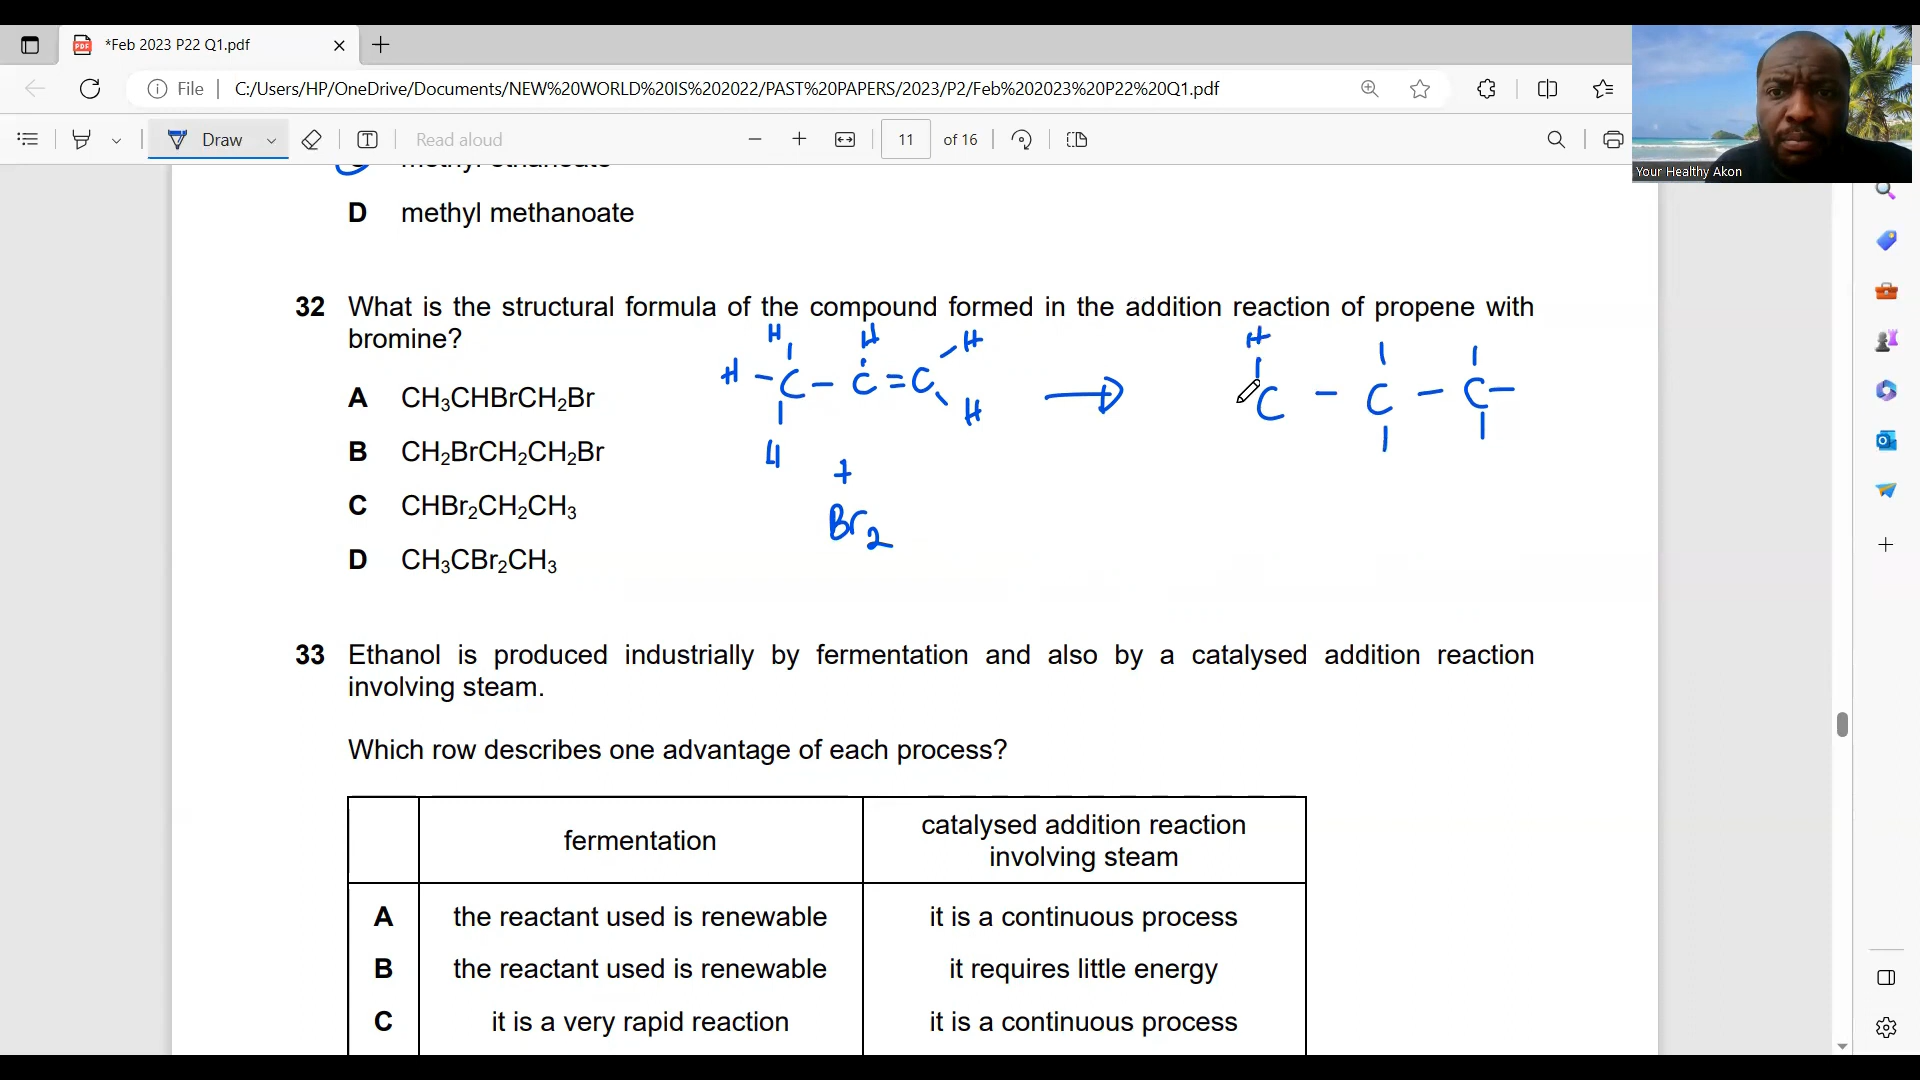 *Feb 2023 P22 Q1.pdf
File
C:/Users/HP/OneDrive/Documents/NEW%20WORLD%20IS%202022/PAST%20PAPERS/2023/P2/Feb%202023%20P22%20Q1.pdf
Draw
Read aloud
11 of 16
Your Healthy Akon
methyl ethanoate
D methyl methanoate
32 What is the structural formula of the compound formed in the addition reaction of propene with
bromine?
H H H H
H – C – C = C → C – C – C –
H H
+
Br2
A CH3CHBrCH2Br
B CH2BrCH2CH2Br
C CHBr2CH2CH3
D CH3CBr2CH3
33 Ethanol is produced industrially by fermentation and also by a catalysed addition reaction
involving steam.
Which row describes one advantage of each process?
fermentation
catalysed addition reaction
involving steam
A the reactant used is renewable it is a continuous process
B the reactant used is renewable it requires little energy
C it is a very rapid reaction it is a continuous process